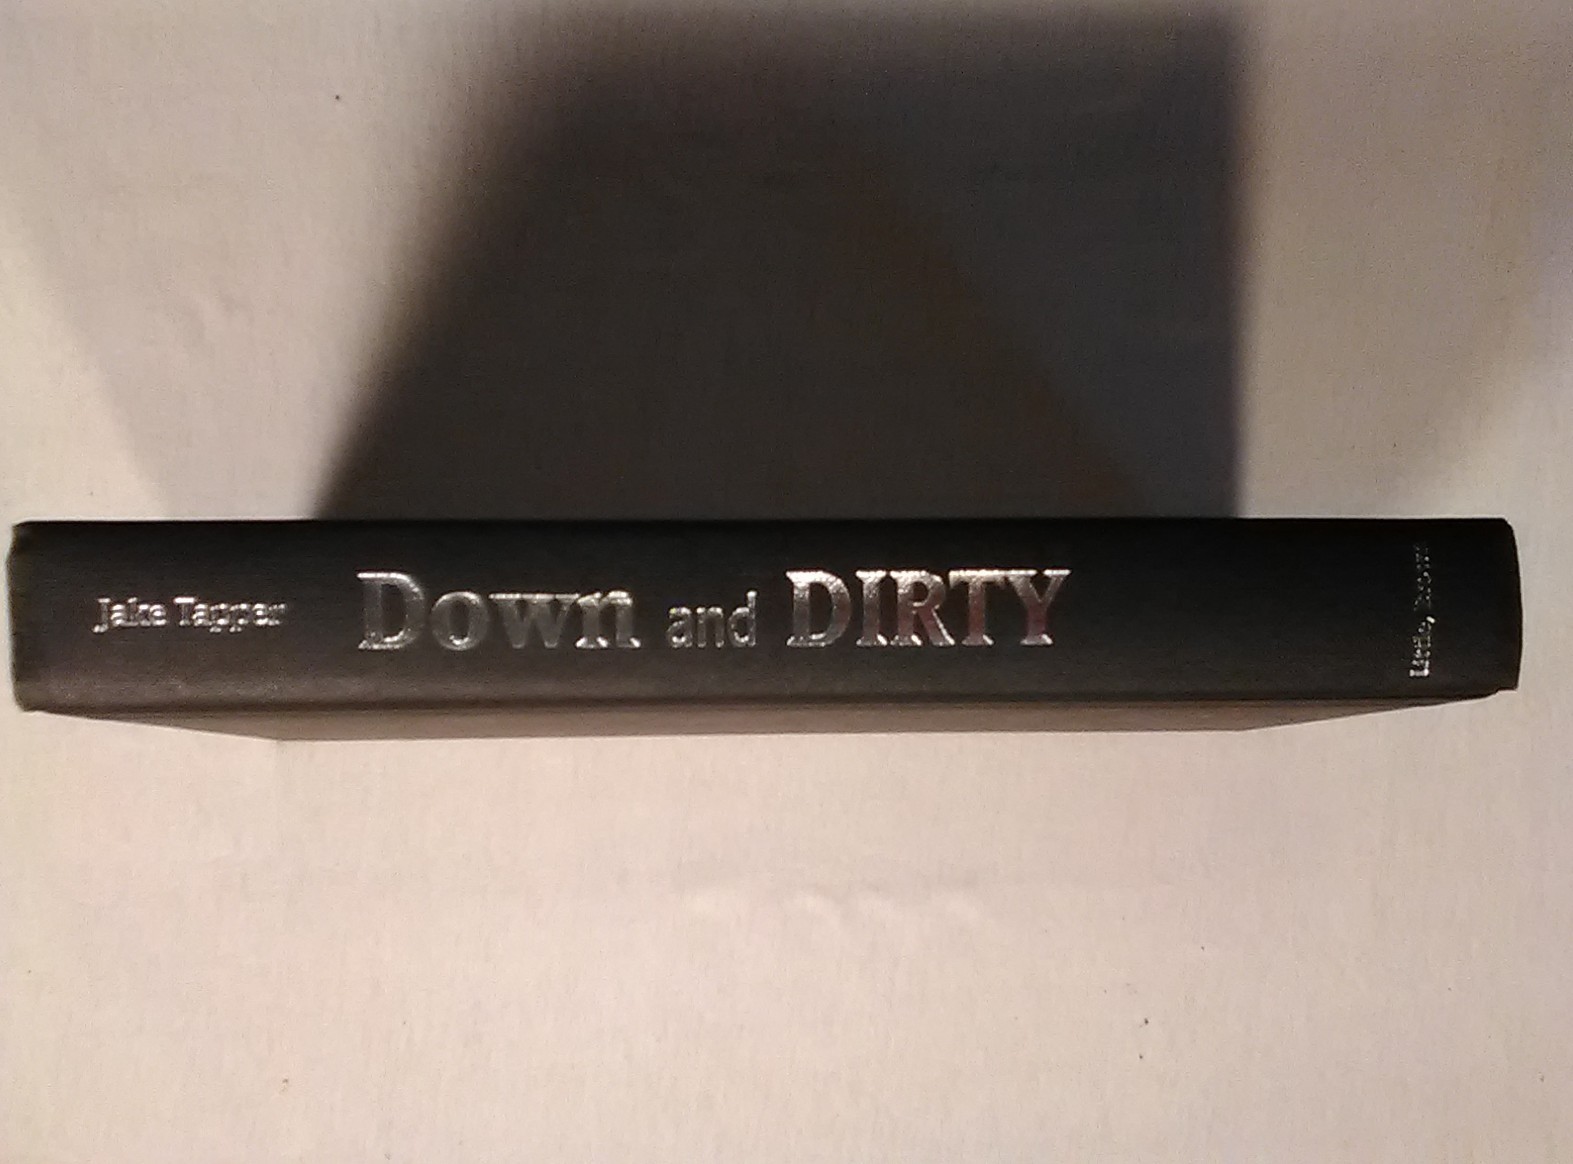 Jake Tapper
Down and DIRTY
Little, Brown